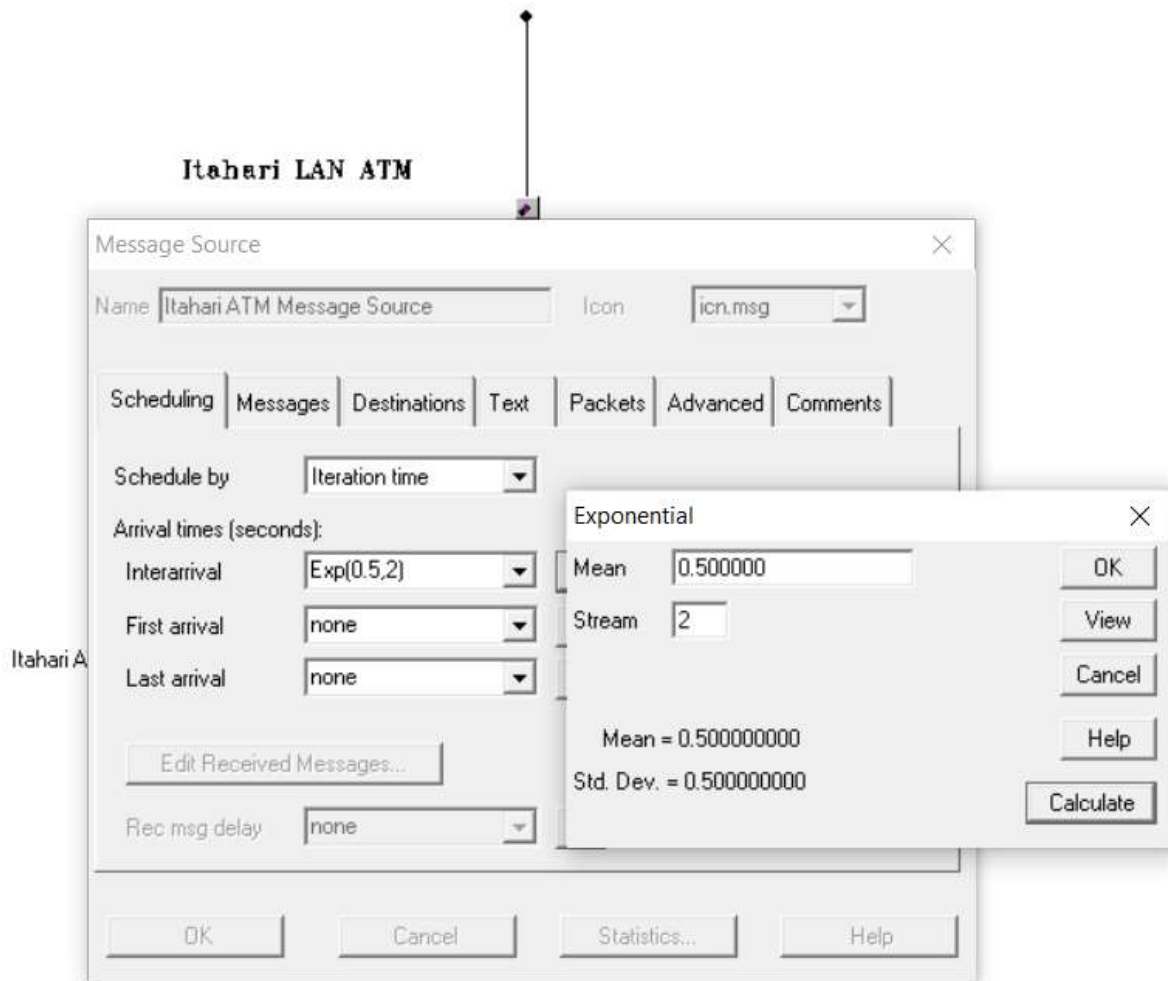 Itahari LAN ATM
Message Source
Name Itahari ATM Message Source Icon icn.msg
Scheduling Messages Destinations Text Packets Advanced Comments
Schedule by Iteration time
Arrival times (seconds):
Interarrival Exp(0.5,2)
First arrival none
Last arrival none
Edit Received Messages...
Rec msg delay none
OK Cancel Statistics... Help
Itahari A
Exponential
Mean 0.500000 OK
Stream 2 View
Cancel
Mean = 0.500000000 Help
Std. Dev. = 0.500000000
Calculate